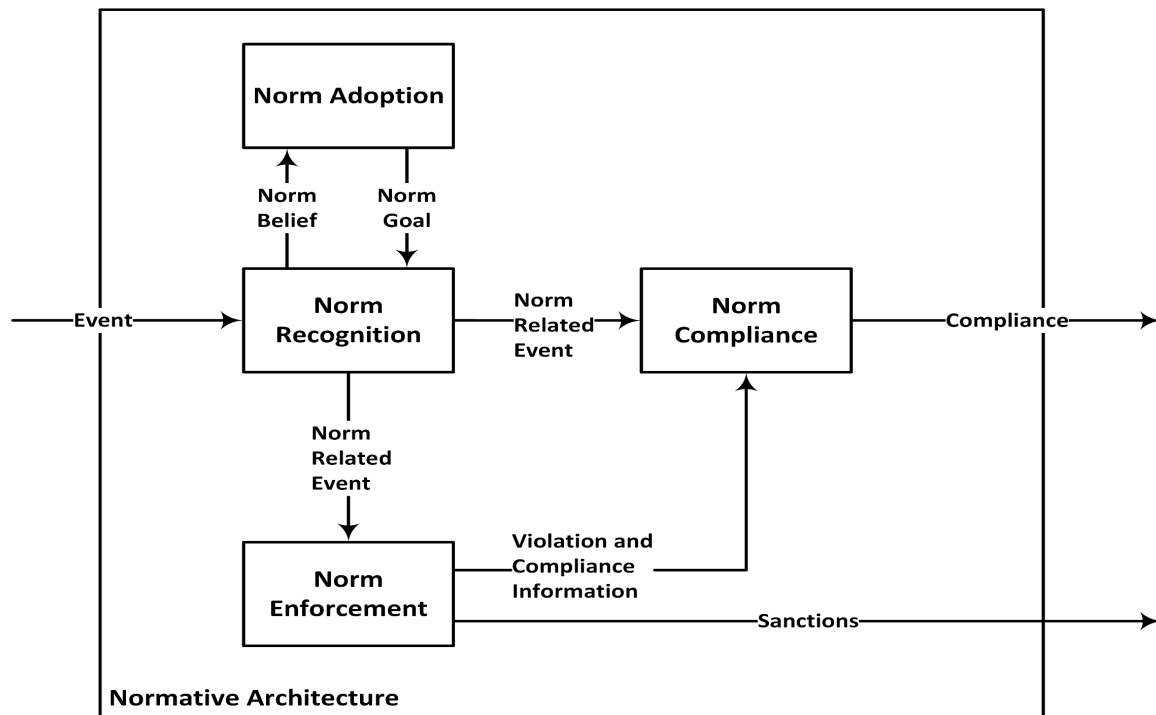 Norm Adoption
Norm
Belief
Norm
Goal
Event
Norm
Recognition
Norm
Related
Event
Norm
Compliance
Compliance
Norm
Related
Event
Norm
Enforcement
Violation and
Compliance
Information
Sanctions
Normative Architecture